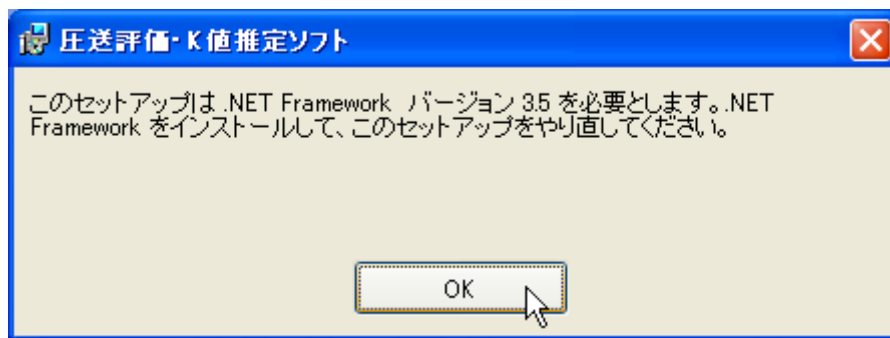 圧送評価・K値推定ソフト
このセットアップは .NET Framework バージョン 3.5 を必要とします。.NET
Framework をインストールして、このセットアップをやり直してください。
OK